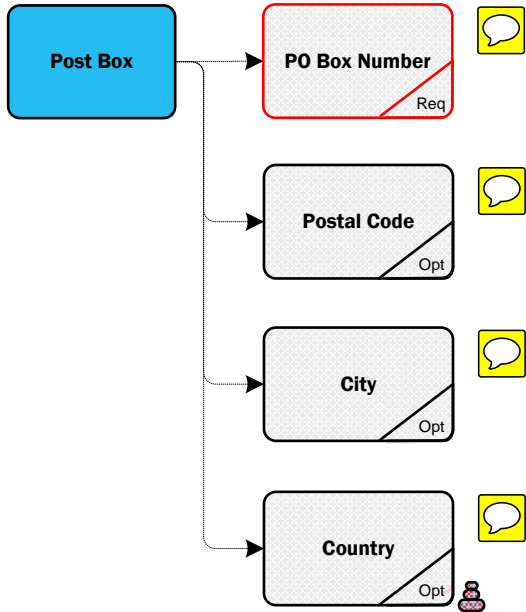 Post Box
PO Box Number
Req
Postal Code
Opt
City
Opt
Country
Opt